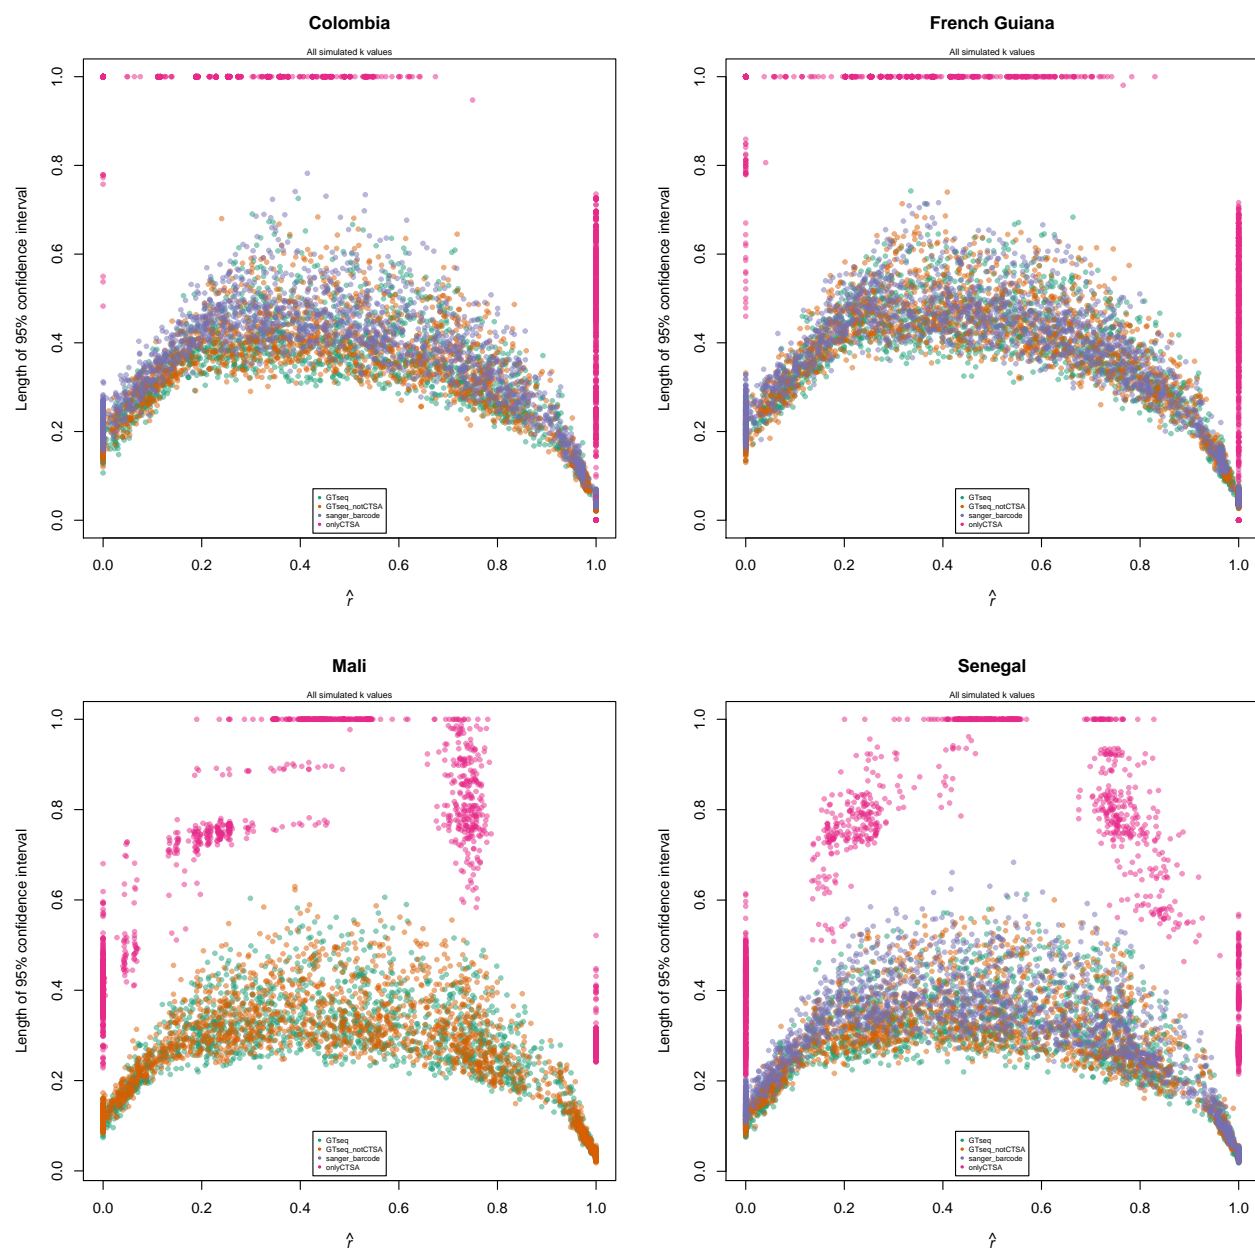 Colombia
All simulated k values
Length of 95% confidence interval
1.0
0.8
0.6
0.4
0.2
0.0
GTseq
GTseq_notCTSA
sanger_barcode
onlyCTSA
0.0 0.2 0.4 0.6 0.8 1.0
r̂
French Guiana
All simulated k values
Length of 95% confidence interval
1.0
0.8
0.6
0.4
0.2
0.0
GTseq
GTseq_notCTSA
sanger_barcode
onlyCTSA
0.0 0.2 0.4 0.6 0.8 1.0
r̂
Mali
All simulated k values
Length of 95% confidence interval
1.0
0.8
0.6
0.4
0.2
0.0
GTseq
GTseq_notCTSA
sanger_barcode
onlyCTSA
0.0 0.2 0.4 0.6 0.8 1.0
r̂
Senegal
All simulated k values
Length of 95% confidence interval
1.0
0.8
0.6
0.4
0.2
0.0
GTseq
GTseq_notCTSA
sanger_barcode
onlyCTSA
0.0 0.2 0.4 0.6 0.8 1.0
r̂